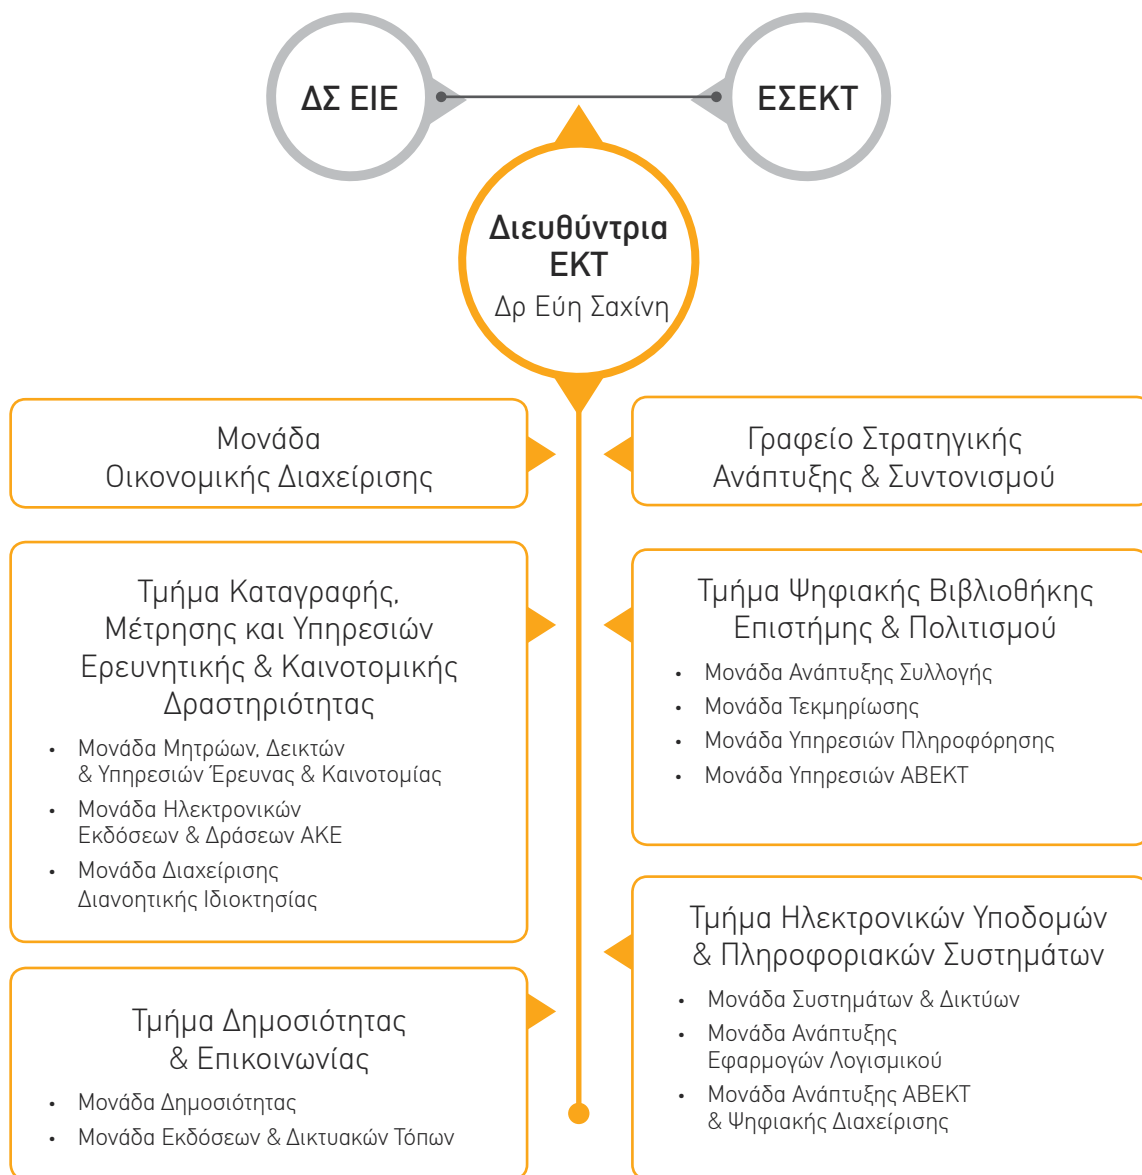 ΔΣ ΕΙΕ
ΕΣΕΚΤ
Διευθύντρια
ΕΚΤ
Δρ Εύη Σαχίνη
Μονάδα
Οικονομικής Διαχείρισης
Γραφείο Στρατηγικής
Ανάπτυξης & Συντονισμού
Τμήμα Καταγραφής,
Μέτρησης και Υπηρεσιών
Ερευνητικής & Καινοτομικής
Δραστηριότητας
• Μονάδα Μητρώων, Δεικτών
& Υπηρεσιών Έρευνας & Καινοτομίας
• Μονάδα Ηλεκτρονικών
Εκδόσεων & Δράσεων ΑΚΕ
• Μονάδα Διαχείρισης
Διανοητικής Ιδιοκτησίας
Τμήμα Ψηφιακής Βιβλιοθήκης
Επιστήμης & Πολιτισμού
• Μονάδα Ανάπτυξης Συλλογής
• Μονάδα Τεκμηρίωσης
• Μονάδα Υπηρεσιών Πληροφόρησης
• Μονάδα Υπηρεσιών ΑΒΕΚΤ
Τμήμα Δημοσιότητας
& Επικοινωνίας
• Μονάδα Δημοσιότητας
• Μονάδα Εκδόσεων & Δικτυακών Τόπων
Τμήμα Ηλεκτρονικών Υποδομών
& Πληροφοριακών Συστημάτων
• Μονάδα Συστημάτων & Δικτύων
• Μονάδα Ανάπτυξης
Εφαρμογών Λογισμικού
• Μονάδα Ανάπτυξης ΑΒΕΚΤ
& Ψηφιακής Διαχείρισης